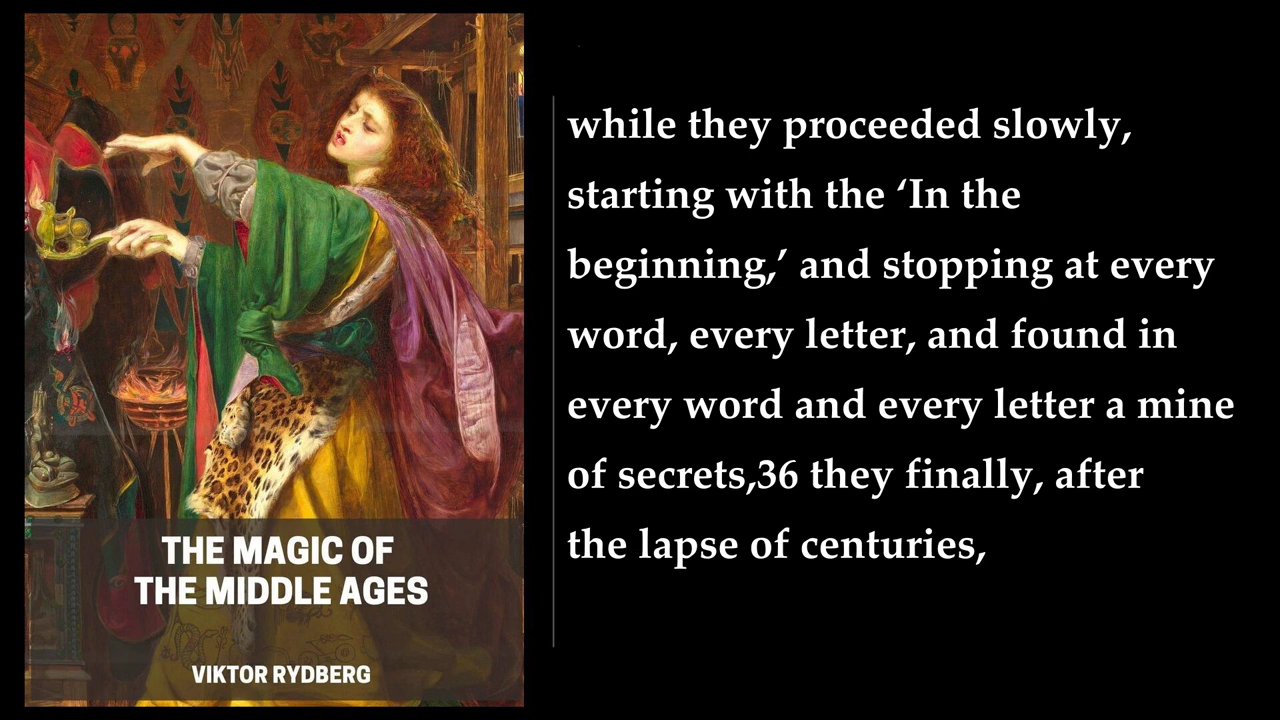 THE MAGIC OF
THE MIDDLE AGES
VIKTOR RYDBERG
while they proceeded slowly,
starting with the ‘In the
beginning,’ and stopping at every
word, every letter, and found in
every word and every letter a mine
of secrets,36 they finally, after
the lapse of centuries,